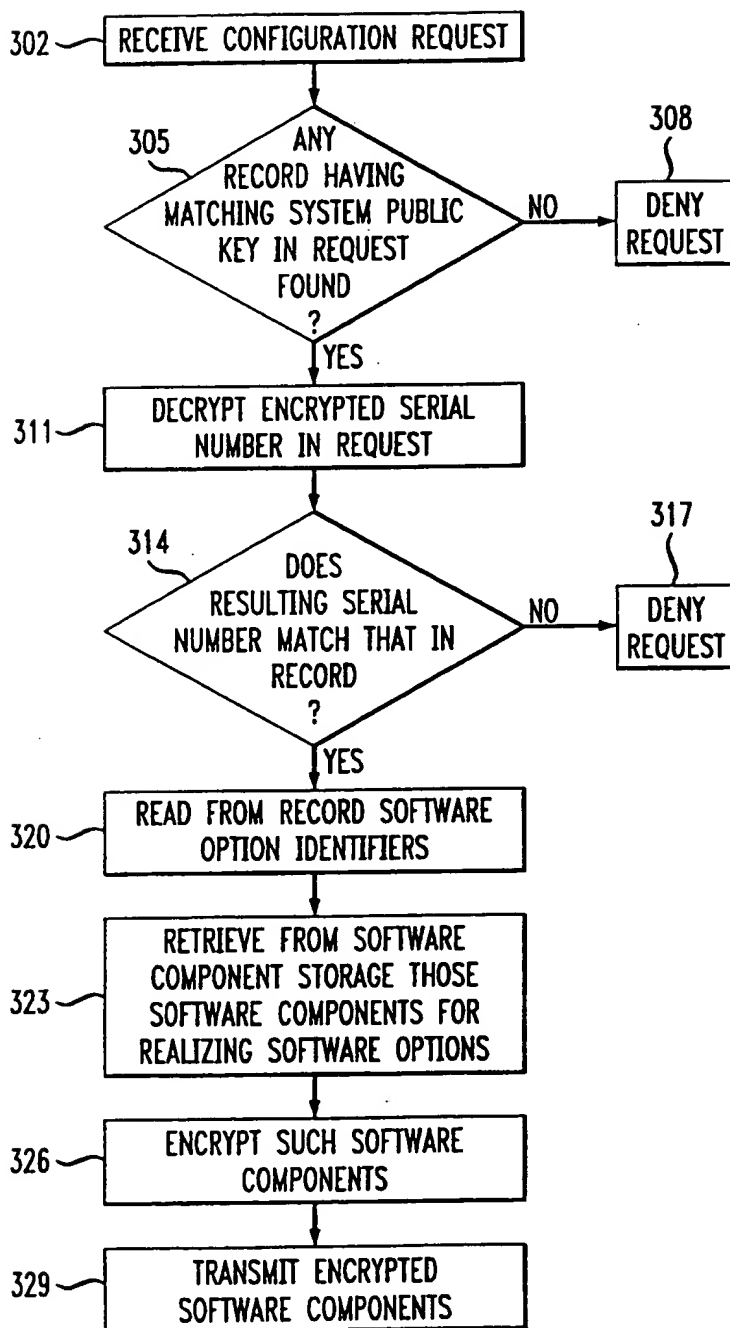 302
RECEIVE CONFIGURATION REQUEST
305
ANY
RECORD HAVING
MATCHING SYSTEM PUBLIC
KEY IN REQUEST
FOUND
?
NO
308
DENY
REQUEST
YES
311
DECRYPT ENCRYPTED SERIAL
NUMBER IN REQUEST
314
DOES
RESULTING SERIAL
NUMBER MATCH THAT IN
RECORD
?
NO
317
DENY
REQUEST
YES
320
READ FROM RECORD SOFTWARE
OPTION IDENTIFIERS
323
RETRIEVE FROM SOFTWARE
COMPONENT STORAGE THOSE
SOFTWARE COMPONENTS FOR
REALIZING SOFTWARE OPTIONS
326
ENCRYPT SUCH SOFTWARE
COMPONENTS
329
TRANSMIT ENCRYPTED
SOFTWARE COMPONENTS